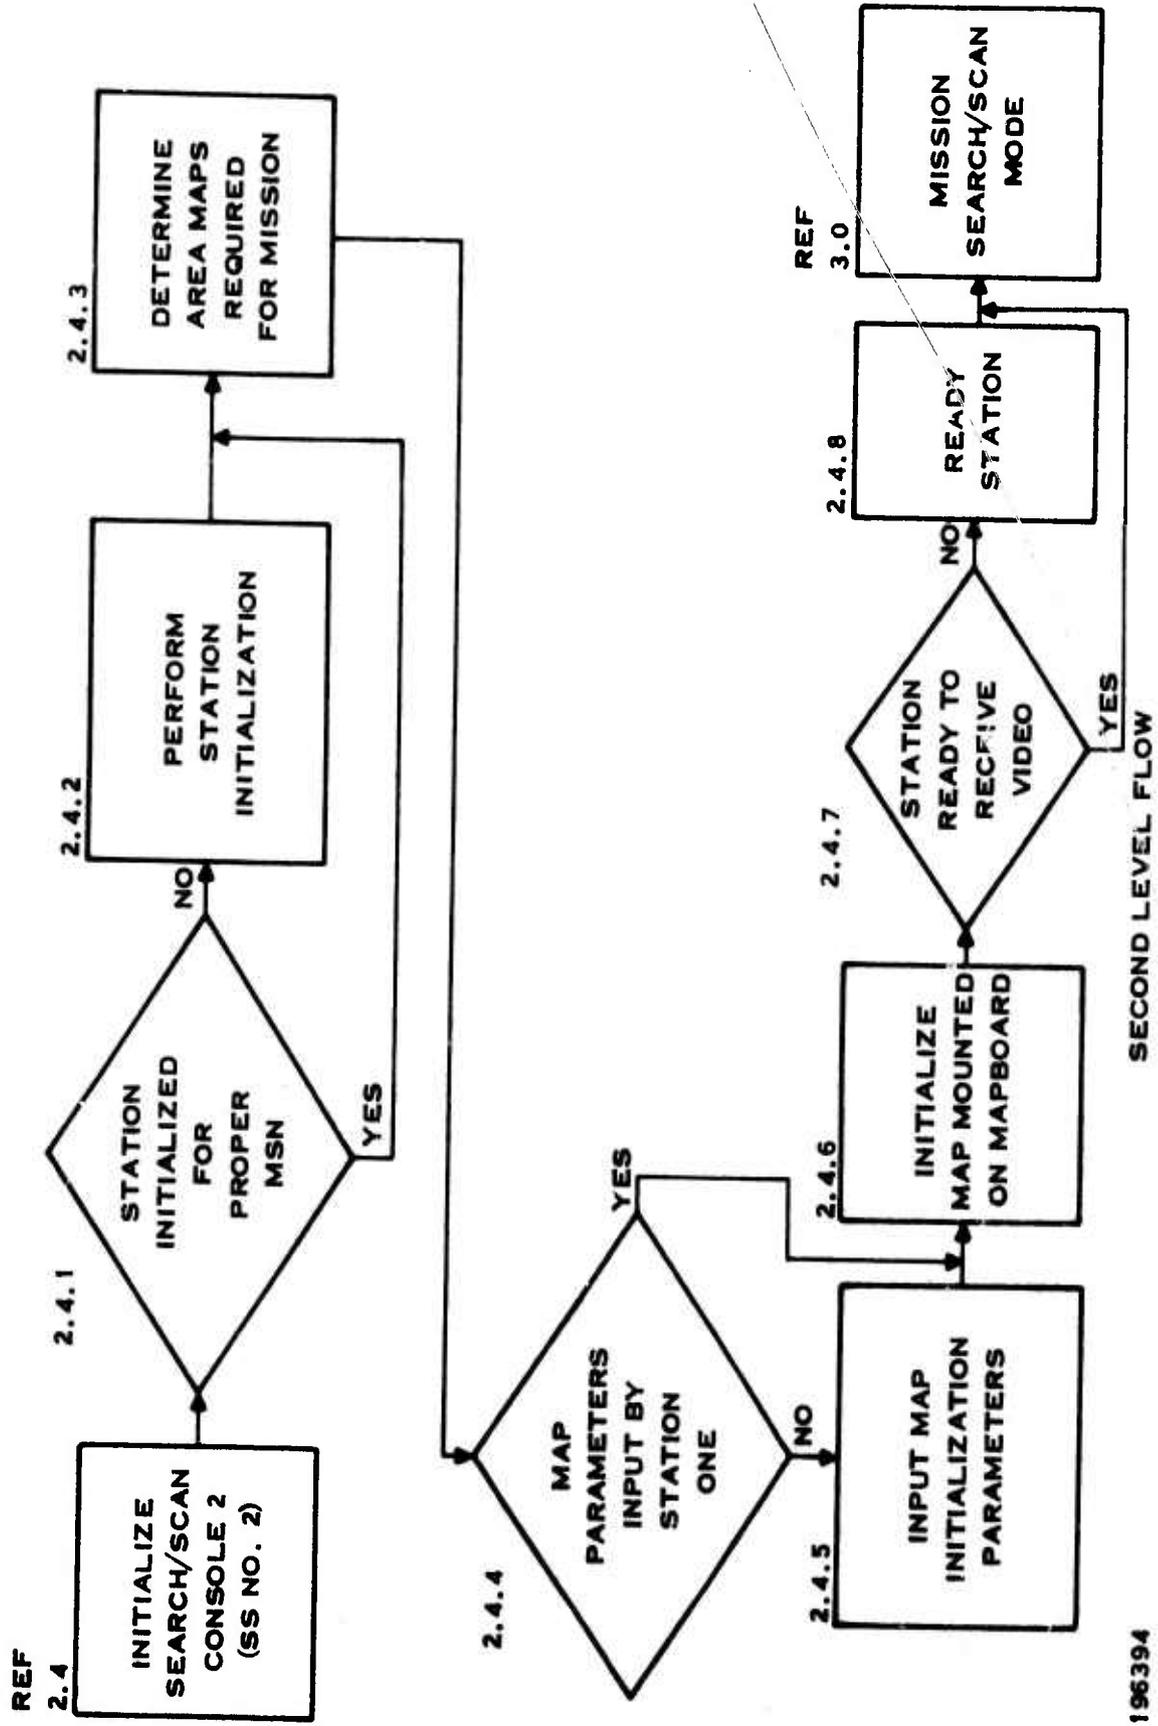 REF
2.4
INITIALIZE
SEARCH/SCAN
CONSOLE 2
(SS NO. 2)
2.4.1
STATION
INITIALIZED
FOR
PROPER
MSN
NO
YES
2.4.2
PERFORM
STATION
INITIALIZATION
2.4.3
DETERMINE
AREA MAPS
REQUIRED
FOR MISSION
2.4.4
MAP
PARAMETERS
INPUT BY
STATION
ONE
YES
NO
2.4.5
INPUT MAP
INITIALIZATION
PARAMETERS
2.4.6
INITIALIZE
MAP MOUNTED
ON MAPBOARD
2.4.7
STATION
READY TO
RECEIVE
VIDEO
NO
YES
2.4.8
READY
STATION
REF
3.0
MISSION
SEARCH/SCAN
MODE
SECOND LEVEL FLOW
196394